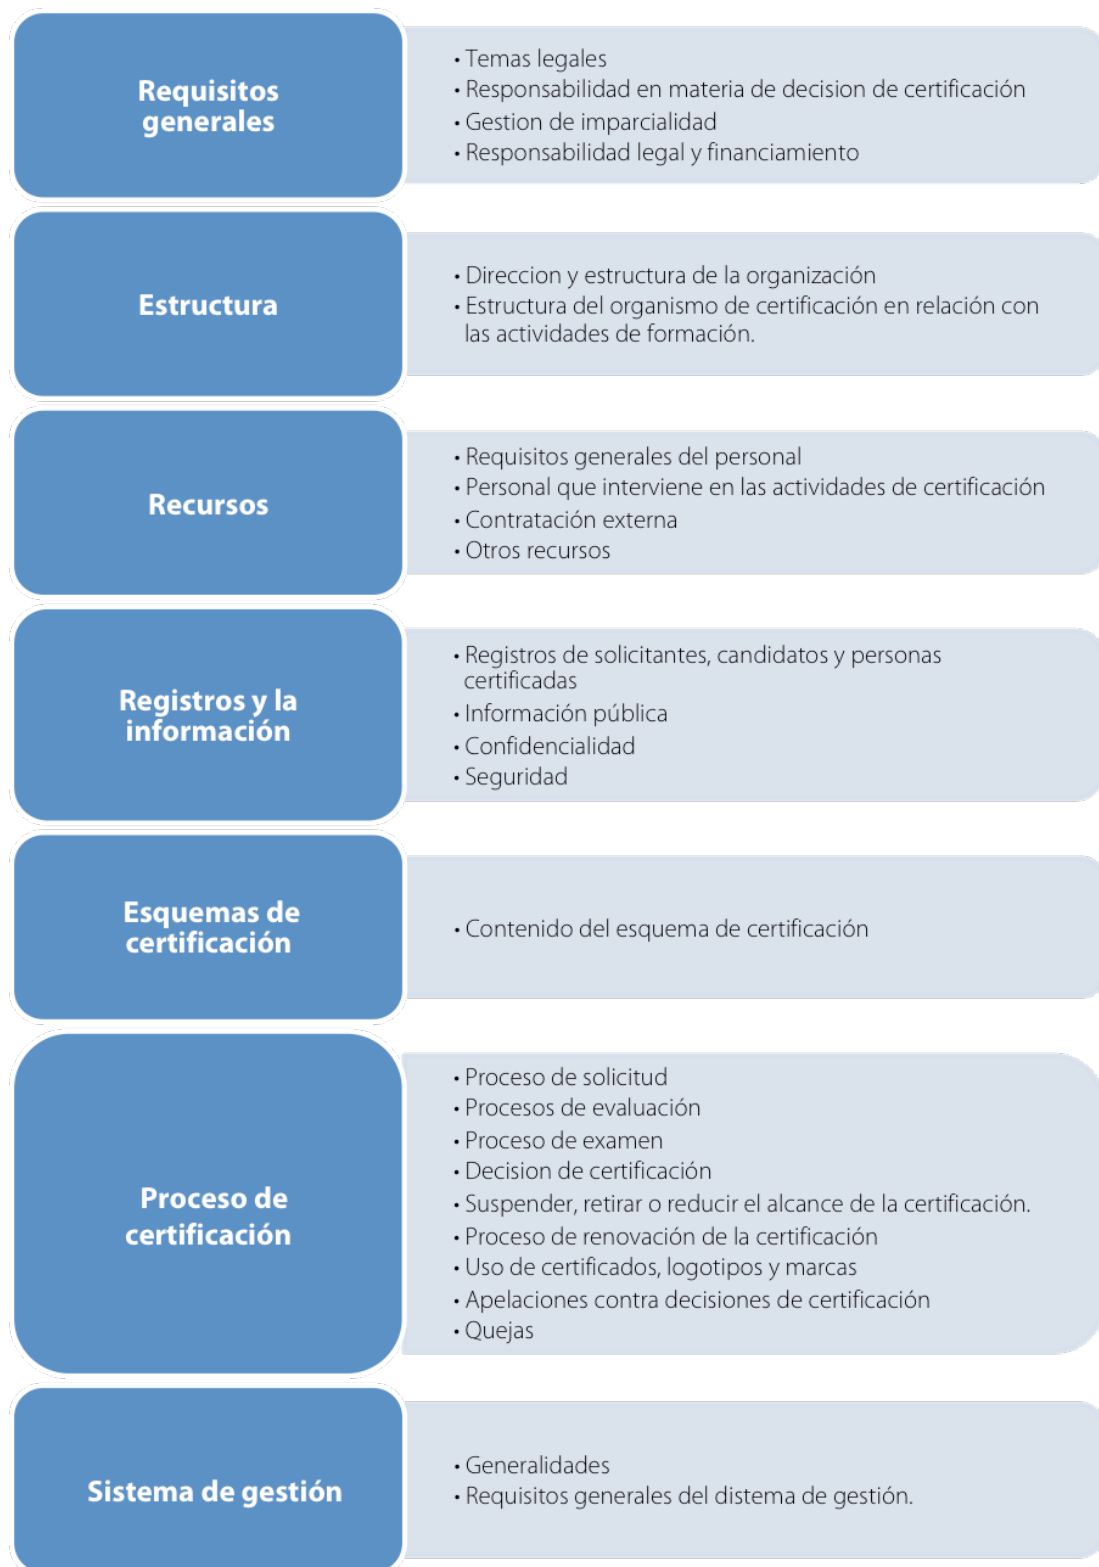 Requisitos
generales
• Temas legales
• Responsabilidad en materia de decision de certificación
• Gestion de imparcialidad
• Responsabilidad legal y financiamiento
Estructura
• Direccion y estructura de la organización
• Estructura del organismo de certificación en relación con
las actividades de formación.
Recursos
• Requisitos generales del personal
• Personal que interviene en las actividades de certificación
• Contratación externa
• Otros recursos
Registros y la
información
• Registros de solicitantes, candidatos y personas
certificadas
• Información pública
• Confidencialidad
• Seguridad
Esquemas de
certificación
• Contenido del esquema de certificación
Proceso de
certificación
• Proceso de solicitud
• Procesos de evaluación
• Proceso de examen
• Decision de certificación
• Suspender, retirar o reducir el alcance de la certificación.
• Proceso de renovación de la certificación
• Uso de certificados, logotipos y marcas
• Apelaciones contra decisiones de certificación
• Quejas
Sistema de gestión
• Generalidades
• Requisitos generales del distema de gestión.